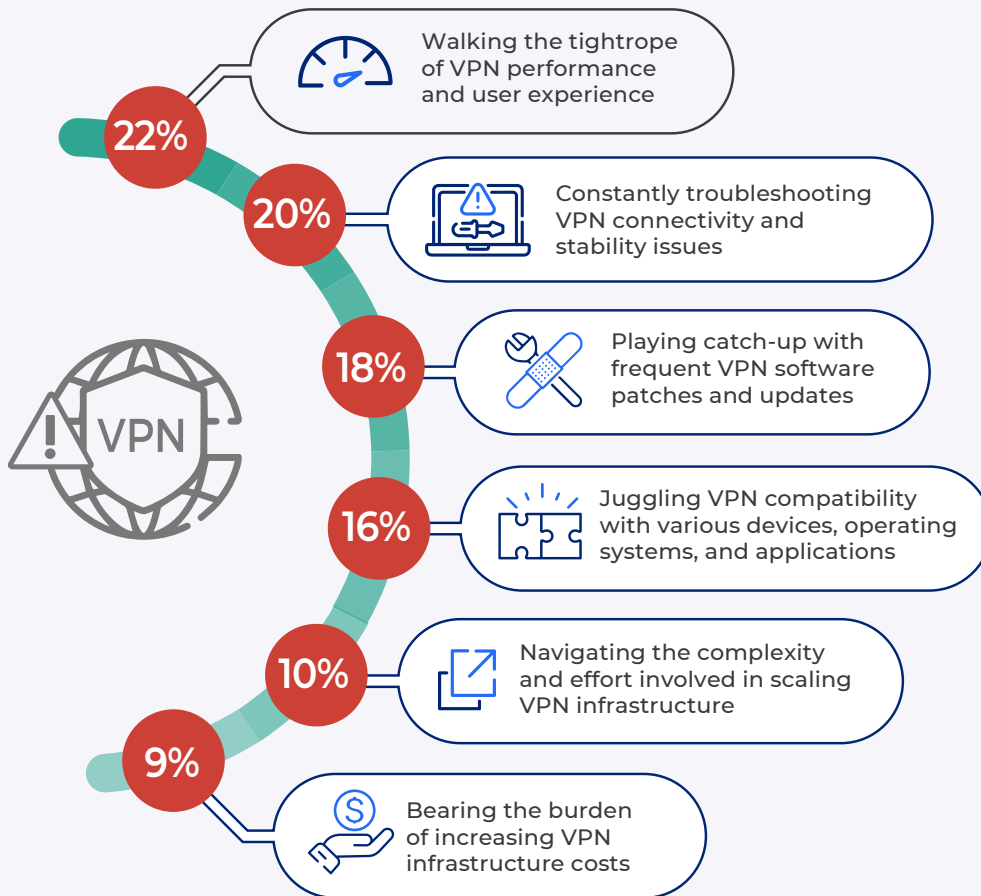 22%
Walking the tightrope
of VPN performance
and user experience
20%
Constantly troubleshooting
VPN connectivity and
stability issues
18%
Playing catch-up with
frequent VPN software
patches and updates
VPN
16%
Juggling VPN compatibility
with various devices, operating
systems, and applications
10%
Navigating the complexity
and effort involved in scaling
VPN infrastructure
9%
Bearing the burden
of increasing VPN
infrastructure costs